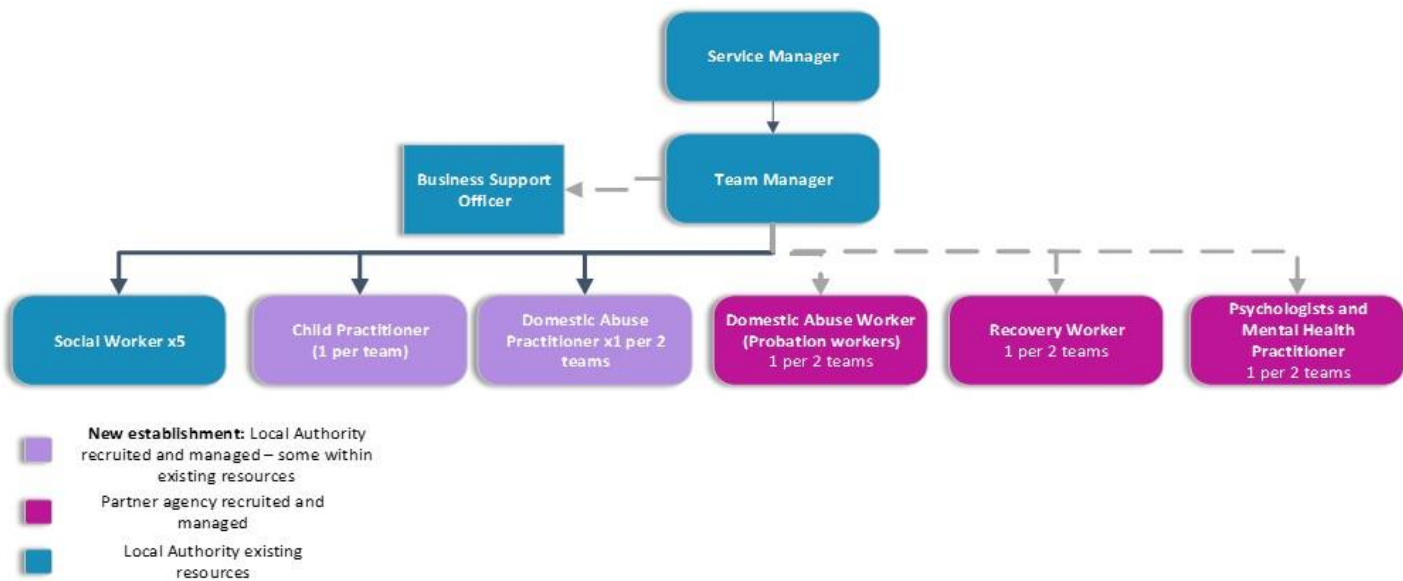 Service Manager
Team Manager
Business Support
Officer
Social Worker x5
Child Practitioner
(1 per team)
Domestic Abuse
Practitioner x1 per 2
teams
Domestic Abuse Worker
(Probation workers)
1 per 2 teams
Recovery Worker
1 per 2 teams
Psychologists and
Mental Health
Practitioner
1 per 2 teams
New establishment: Local Authority
recruited and managed – some within
existing resources
Partner agency recruited and
managed
Local Authority existing
resources